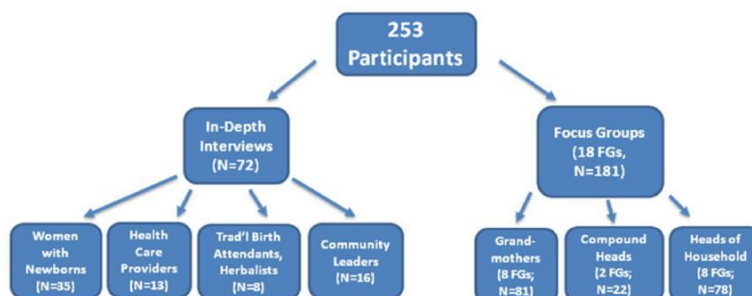 253
Participants
In-Depth
Interviews
(N=72)
Focus Groups
(18 FGs,
N=181)
Women
with
Newborns
(N=35)
Health
Care
Providers
(N=13)
Trad'l Birth
Attendants,
Herbalists
(N=8)
Community
Leaders
(N=16)
Grand-
mothers
(8 FGs;
N=81)
Compound
Heads
(2 FGs;
N=22)
Heads of
Household
(8 FGs;
N=78)